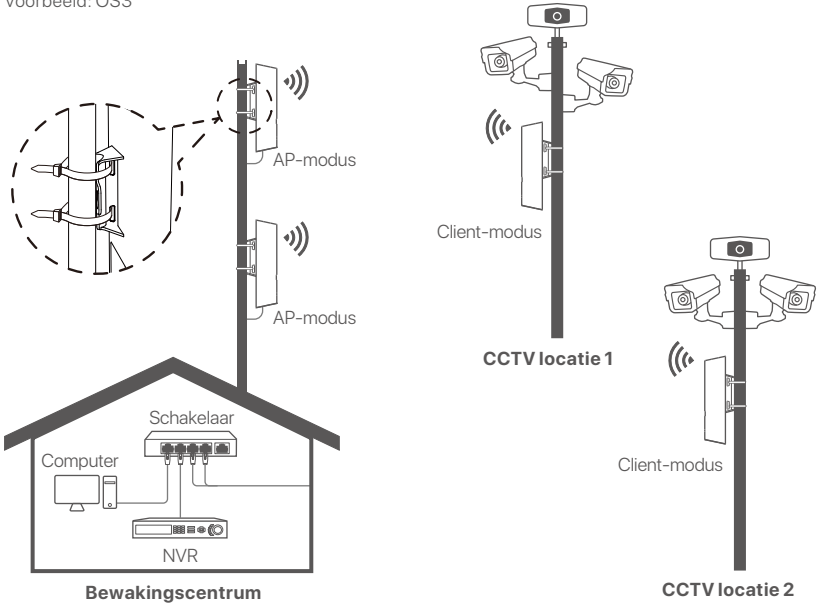 Voorbeeld: OS3
AP-modus
AP-modus
Schakelaar
Computer
NVR
Bewakingscentrum
Client-modus
CCTV locatie 1
Client-modus
CCTV locatie 2